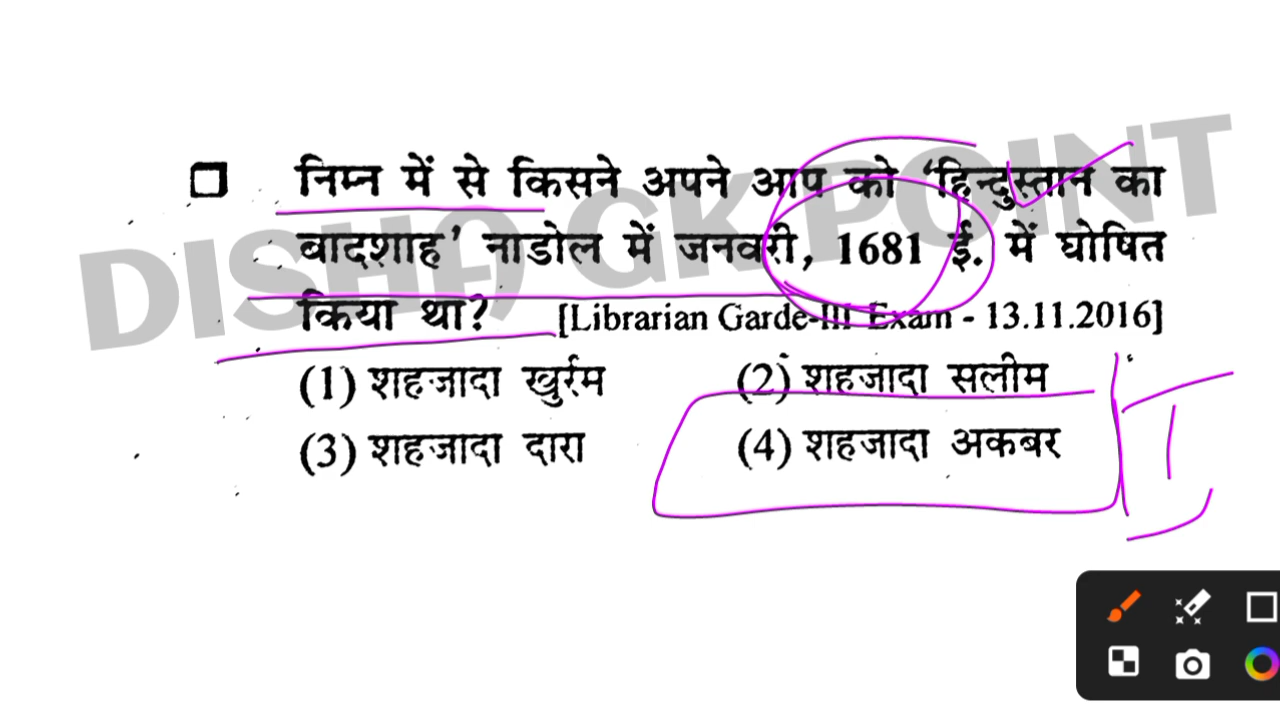 निम्न में से किसने अपने आप को ‘हिन्दुस्तान का
बादशाह’ नाडोल में जनवरी, 1681 ई. में घोषित
किया था? [Librarian Garde-III Exam - 13.11.2016]
(1) शहजादा खुर्रम (2) शहजादा सलीम
(3) शहजादा दारा (4) शहजादा अकबर
DISHA GK POINT
I